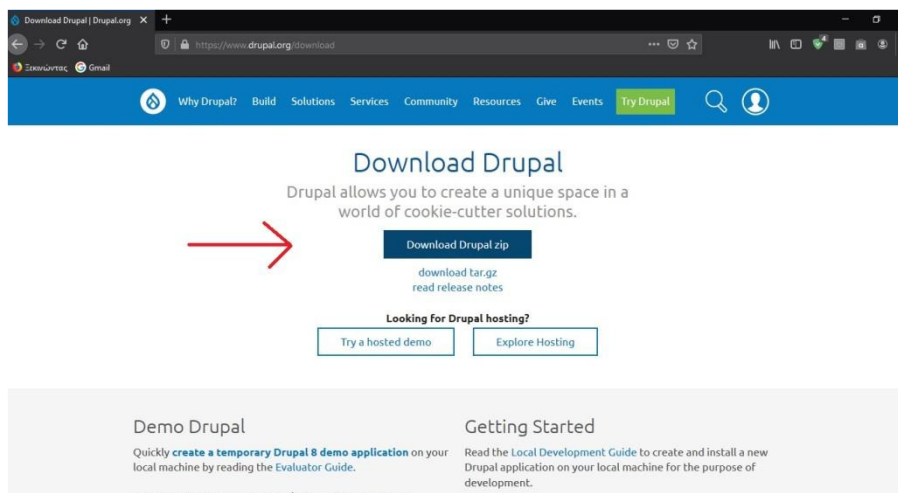 Download Drupal | Drupal.org
https://www.drupal.org/download
Ξεκινώντας Gmail
Why Drupal? Build Solutions Services Community Resources Give Events Try Drupal
Download Drupal
Drupal allows you to create a unique space in a
world of cookie-cutter solutions.
Download Drupal zip
download tar.gz
read release notes
Looking for Drupal hosting?
Try a hosted demo Explore Hosting
Demo Drupal
Quickly create a temporary Drupal 8 demo application on your
local machine by reading the Evaluator Guide.
Getting Started
Read the Local Development Guide to create and install a new
Drupal application on your local machine for the purpose of
development.